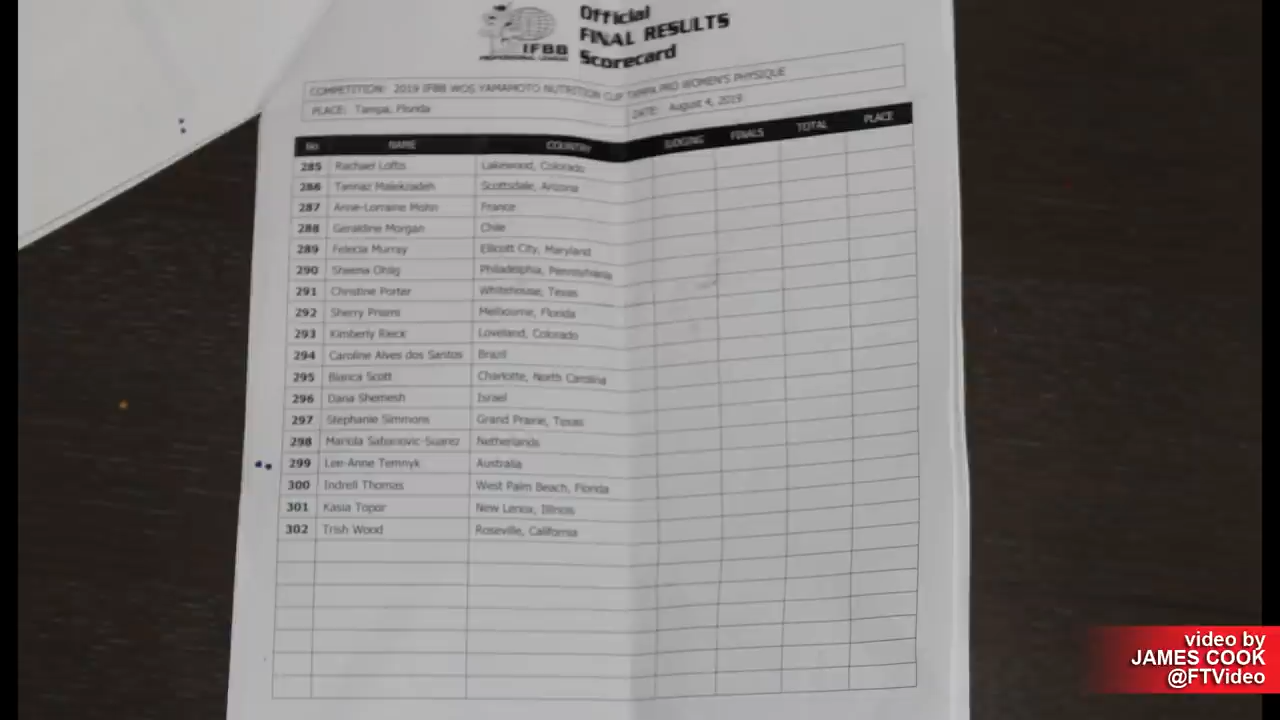 IFBB
PROFESSIONAL LEAGUE
Official
FINAL RESULTS
Scorecard
COMPETITION: 2019 IFBB WOS YAMAMOTO NUTRITION CUP TAMPA PRO WOMEN'S PHYSIQUE
PLACE: Tampa, Florida DATE: August 4, 2019
No NAME COUNTRY JUDGING FINALS TOTAL PLACE
285 Rachael Loftis Lakewood, Colorado
286 Tannaz Malekzadeh Scottsdale, Arizona
287 Anne-Lorraine Mohn France
288 Geraldine Morgan Chile
289 Felecia Murray Ellicott City, Maryland
290 Sheena Ohlig Philadelphia, Pennsylvania
291 Christine Porter Whitehouse, Texas
292 Sherry Priami Melbourne, Florida
293 Kimberly Rieck Loveland, Colorado
294 Caroline Alves dos Santos Brazil
295 Bianca Scott Charlotte, North Carolina
296 Dana Shemesh Israel
297 Stephanie Simmons Grand Prairie, Texas
298 Mariola Sabanovic-Suarez Netherlands
299 Lee-Anne Temnyk Australia
300 Indrell Thomas West Palm Beach, Florida
301 Kasia Topor New Lenox, Illinois
302 Trish Wood Roseville, California
video by
JAMES COOK
@FTVideo